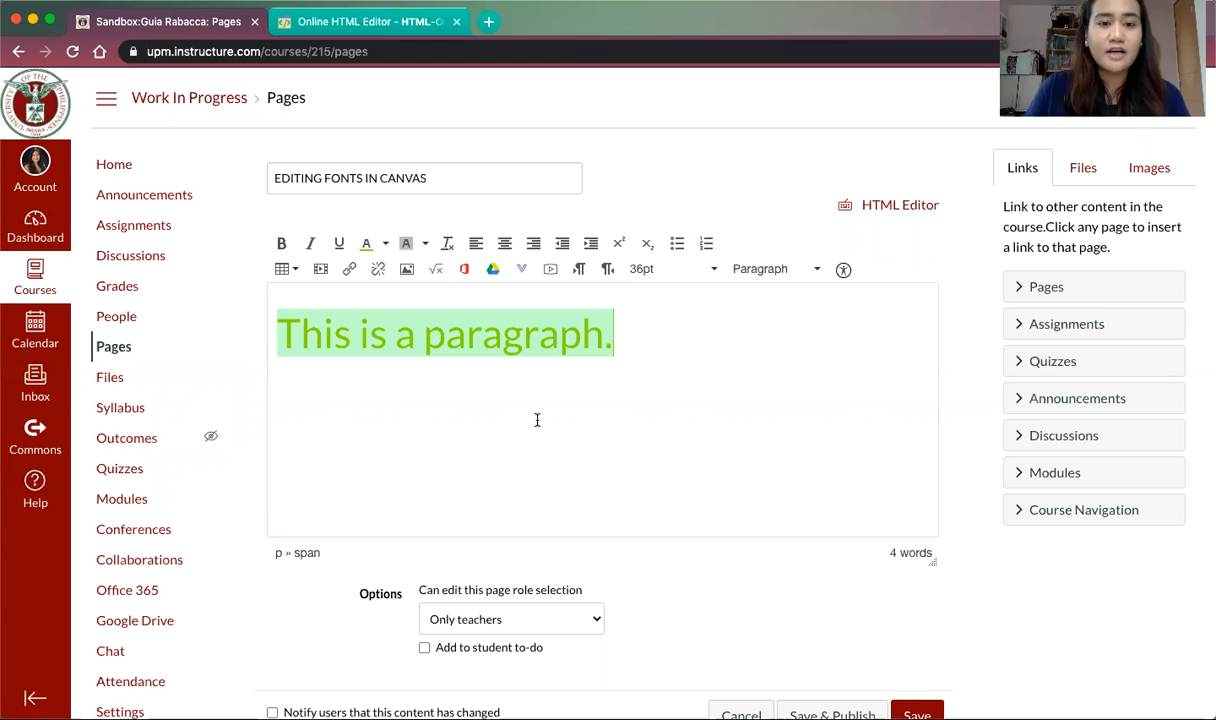 Sandbox:Guia Rabacca: Pages
Online HTML Editor - HTML-O
upm.instructure.com/courses/215/pages
Work In Progress > Pages
Account
Dashboard
Courses
Calendar
Inbox
Commons
Help
Home
Announcements
Assignments
Discussions
Grades
People
Pages
Files
Syllabus
Outcomes
Quizzes
Modules
Conferences
Collaborations
Office 365
Google Drive
Chat
Attendance
Settings
EDITING FONTS IN CANVAS
HTML Editor
B I U A A
36pt Paragraph
This is a paragraph.
p » span
4 words
Options
Can edit this page role selection
Only teachers
Add to student to-do
Notify users that this content has changed
Cancel
Save & Publish
Save
Links Files Images
Link to other content in the
course.Click any page to insert
a link to that page.
Pages
Assignments
Quizzes
Announcements
Discussions
Modules
Course Navigation